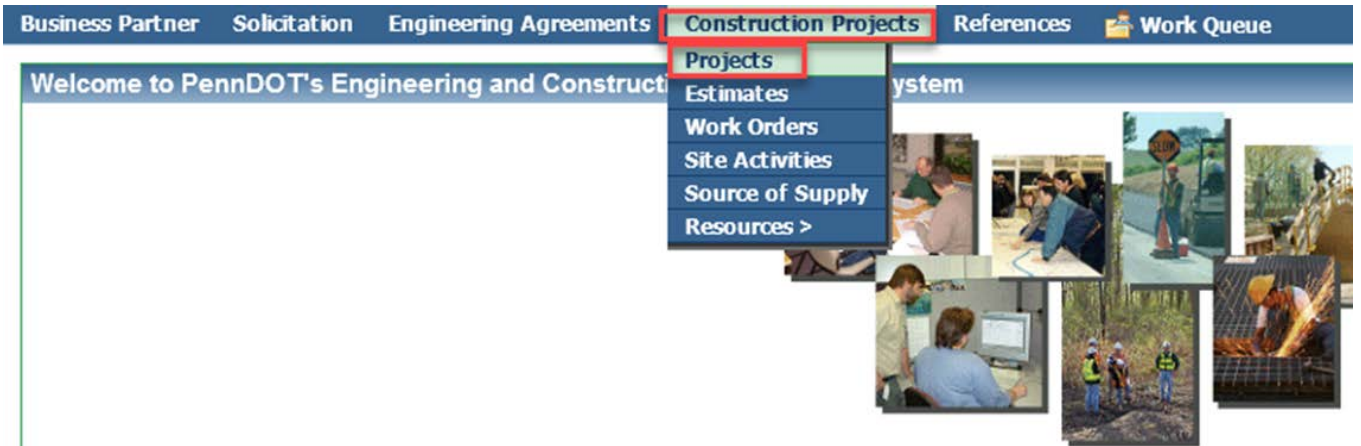 Business Partner Solicitation Engineering Agreements Construction Projects References Work Queue
Projects
Welcome to PennDOT's Engineering and Constructi ystem
Estimates
Work Orders
Site Activities
Source of Supply
Resources >
SLOW